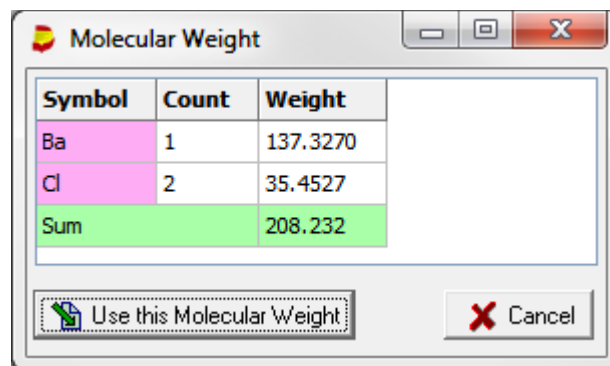 Molecular Weight
Symbol Count Weight
Ba 1 137.3270
Cl 2 35.4527
Sum 208.232
Use this Molecular Weight
Cancel